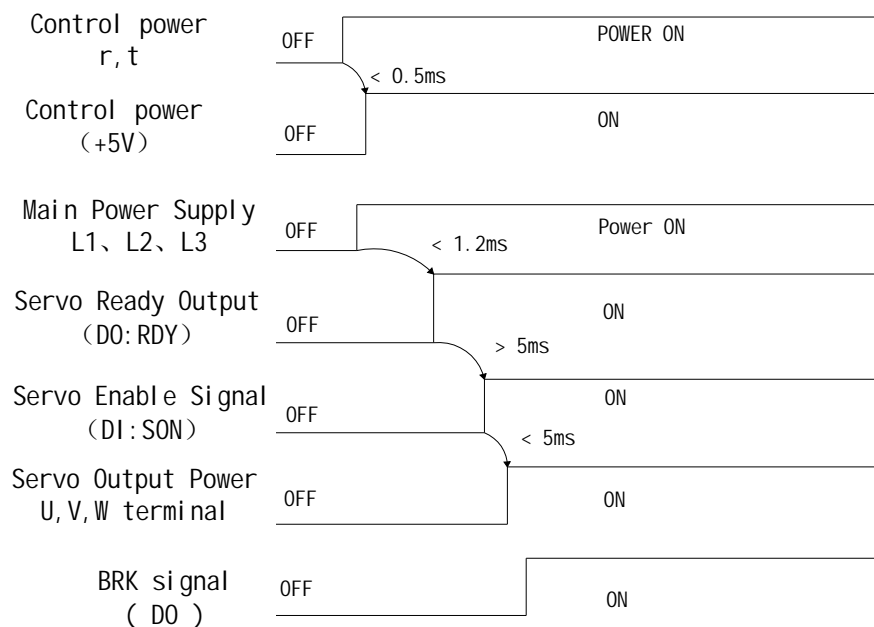 Control power
r,t
OFF
POWER ON
< 0.5ms
Control power
（+5V）
OFF
ON
Main Power Supply
L1、L2、L3
OFF
Power ON
< 1.2ms
Servo Ready Output
（DO:RDY）
OFF
ON
> 5ms
Servo Enable Signal
（DI:SON）
OFF
ON
< 5ms
Servo Output Power
U,V,W terminal
OFF
ON
BRK signal
( DO )
OFF
ON